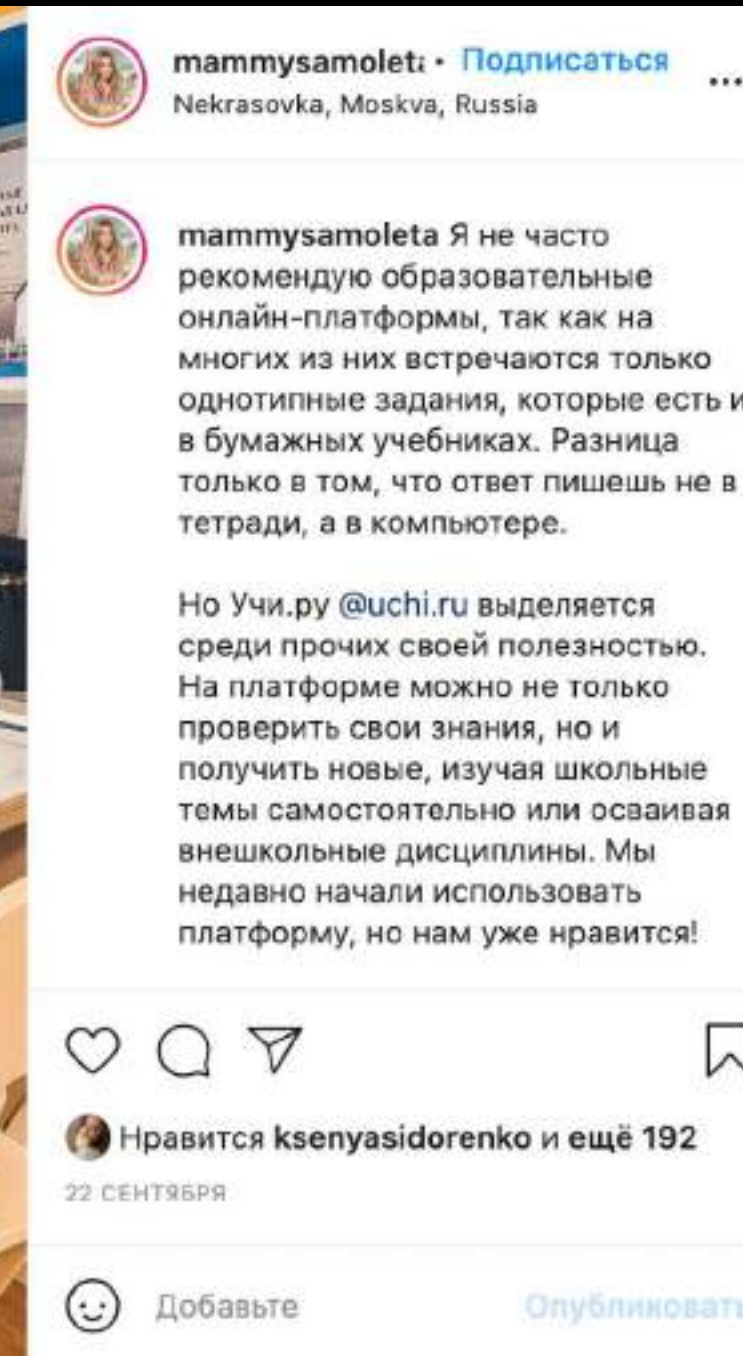 mammysamoleta • Подписаться
Nekrasovka, Moskva, Russia
mammysamoleta Я не часто
рекомендую образовательные
онлайн-платформы, так как на
многих из них встречаются только
однотипные задания, которые есть и
в бумажных учебниках. Разница
только в том, что ответ пишешь не в
тетради, а в компьютере.
Но Учи.ру @uchi.ru выделяется
среди прочих своей полезностью.
На платформе можно не только
проверить свои знания, но и
получить новые, изучая школьные
темы самостоятельно или осваивая
внешкольные дисциплины. Мы
недавно начали использовать
платформу, но нам уже нравится!
Нравится ksenyasidorenko и ещё 192
22 СЕНТЯБРЯ
Добавьте Опубликовать